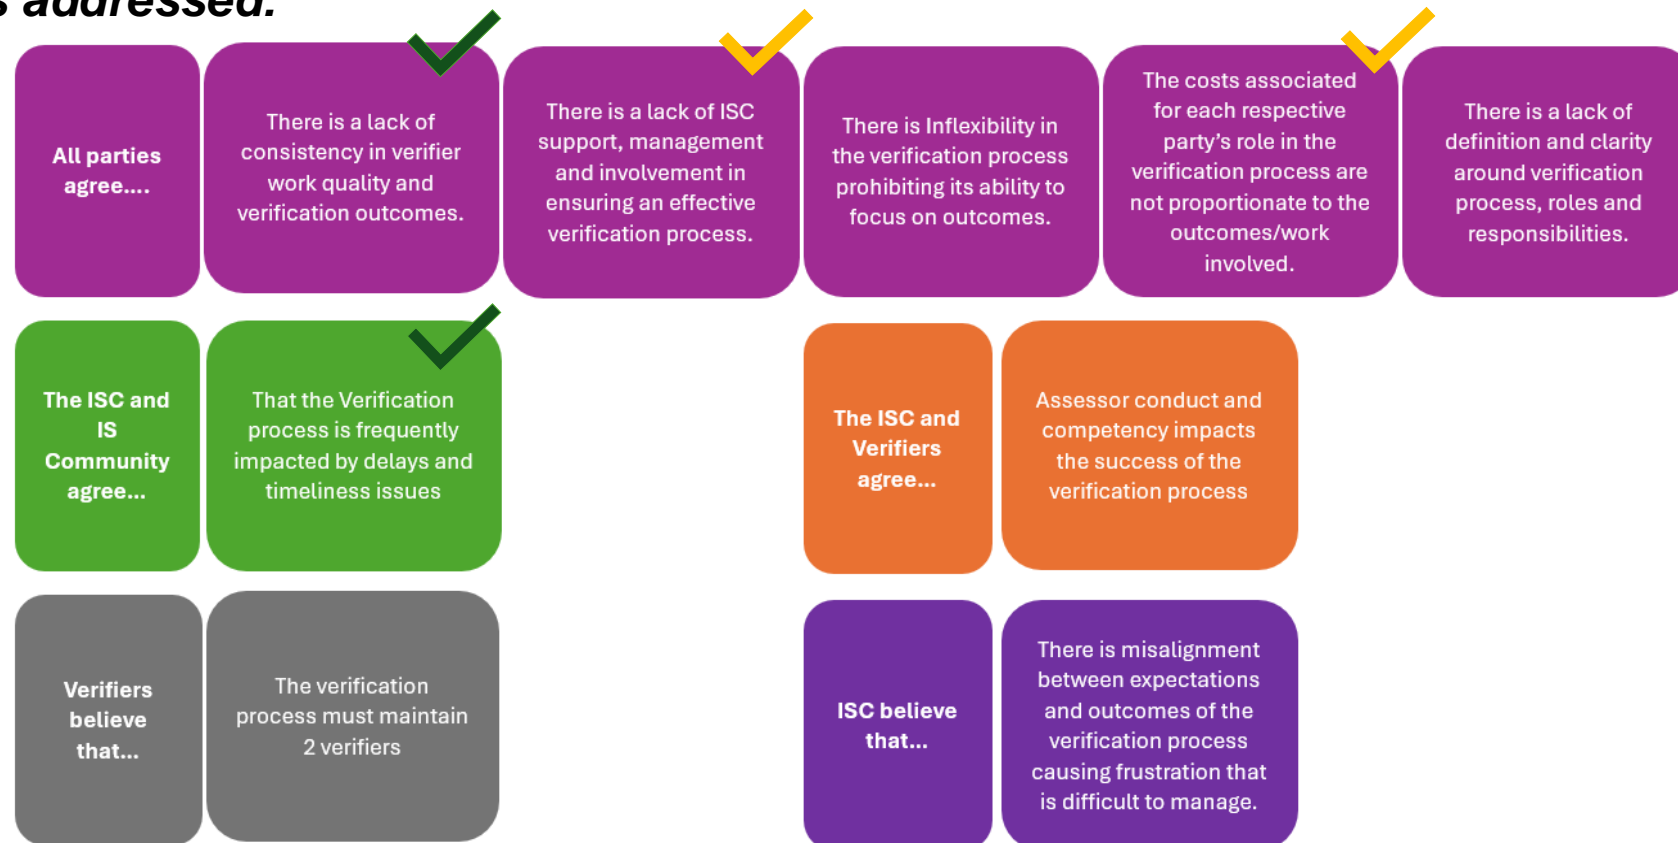 s addressed.
All parties
agree....
There is a lack of
consistency in verifier
work quality and
verification outcomes.
There is a lack of ISC
support, management
and involvement in
ensuring an effective
verification process.
There is Inflexibility in
the verification process
prohibiting its ability to
focus on outcomes.
The costs associated
for each respective
party's role in the
verification process are
not proportionate to the
outcomes/work
involved.
There is a lack of
definition and clarity
around verification
process, roles and
responsibilities.
The ISC and
IS
Community
agree...
That the Verification
process is frequently
impacted by delays and
timeliness issues
The ISC and
Verifiers
agree...
Assessor conduct and
competency impacts
the success of the
verification process
Verifiers
believe
that...
The verification
process must maintain
2 verifiers
ISC believe
that...
There is misalignment
between expectations
and outcomes of the
verification process
causing frustration that
is difficult to manage.